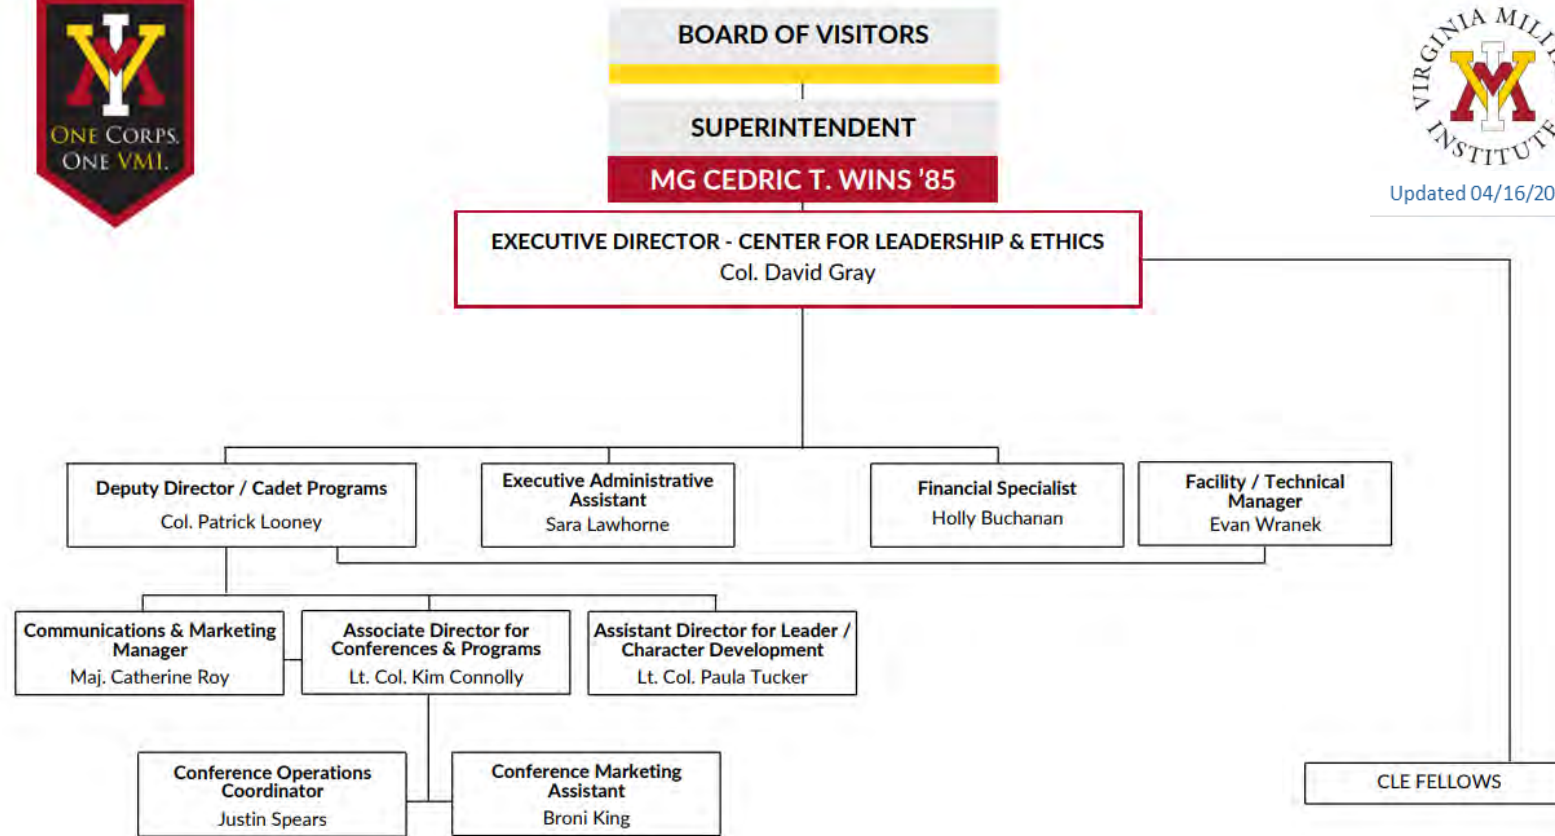 ONE CORPS.
ONE VMI.
BOARD OF VISITORS
SUPERINTENDENT
MG CEDRIC T. WINS '85
VIRGINIA
INSTITUTE
Updated 04/16/20
EXECUTIVE DIRECTOR - CENTER FOR LEADERSHIP & ETHICS
Col. David Gray
Deputy Director / Cadet Programs
Col. Patrick Looney
Executive Administrative
Assistant
Sara Lawhorne
Financial Specialist
Holly Buchanan
Facility / Technical
Manager
Evan Wranek
Communications & Marketing
Manager
Maj. Catherine Roy
Associate Director for
Conferences & Programs
Lt. Col. Kim Connolly
Assistant Director for Leader /
Character Development
Lt. Col. Paula Tucker
Conference Operations
Coordinator
Justin Spears
Conference Marketing
Assistant
Broni King
CLE FELLOWS